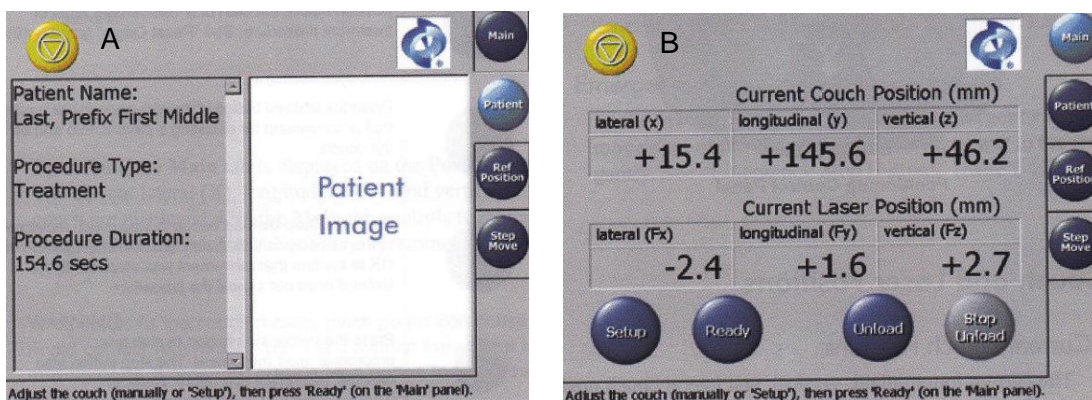 A
Main
Patient Name:
Last, Prefix First Middle
Patient
Procedure Type:
Treatment
Ref
Position
Patient
Image
Procedure Duration:
154.6 secs
Step
Move
Adjust the couch (manually or 'Setup'), then press 'Ready' (on the 'Main' panel).
B
Main
Current Couch Position (mm)
lateral (x) longitudinal (y) vertical (z)
+15.4 +145.6 +46.2
Patient
Ref
Position
Current Laser Position (mm)
lateral (Fx) longitudinal (Fy) vertical (Fz)
-2.4 +1.6 +2.7
Step
Move
Setup Ready Unload Stop
Unload
Adjust the couch (manually or 'Setup'), then press 'Ready' (on the 'Main' panel).